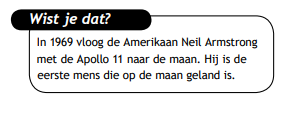 Wist je dat?
In 1969 vloog de Amerikaan Neil Armstrong
met de Apollo 11 naar de maan. Hij is de
eerste mens die op de maan geland is.